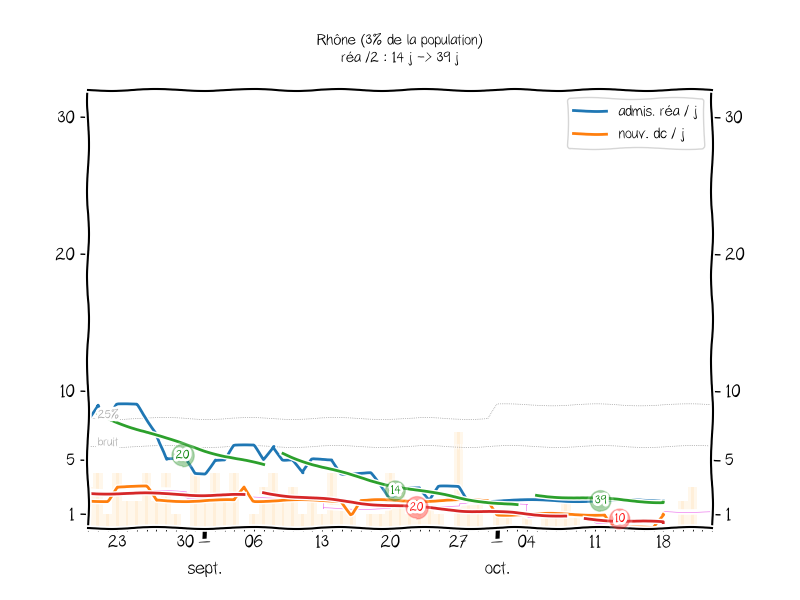 Rhône (3% de la population)
réa /2 : 14 j -> 39 j
admis. réa / j
nouv. dc / j
30 30
20 20
10 10
25%
bruit
5 5
1 1
20
14
20
39
10
23 30 06 13 20 27 04 11 18
sept. oct.